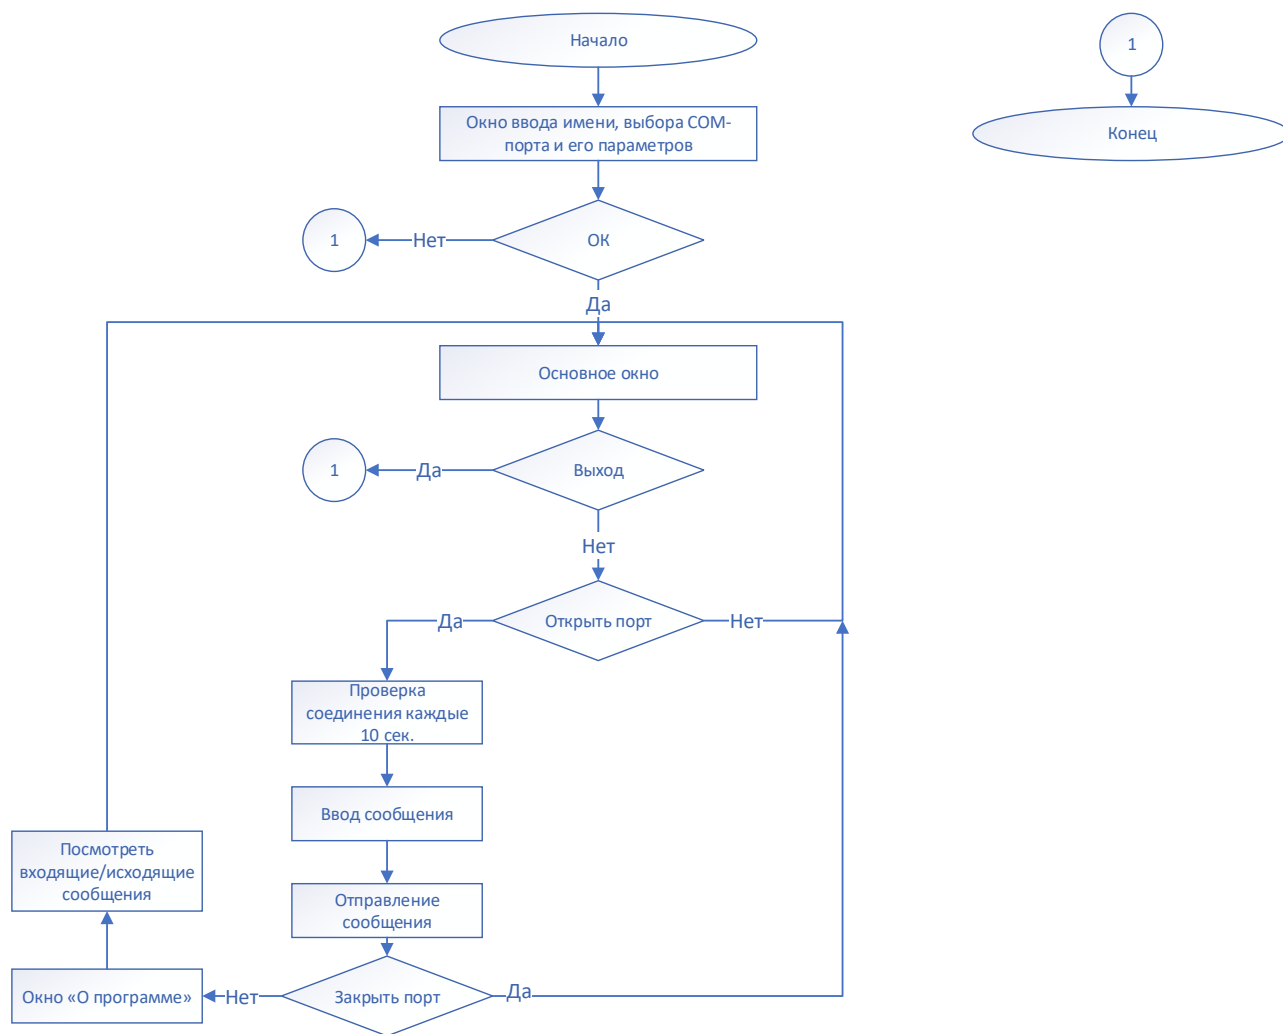 Начало
1
Окно ввода имени, выбора COM-
порта и его параметров
Конец
ОК
Нет
1
Да
Основное окно
Выход
Да
1
Нет
Открыть порт
Да
Нет
Проверка
соединения каждые
10 сек.
Ввод сообщения
Посмотреть
входящие/исходящие
сообщения
Отправление
сообщения
Закрыть порт
Нет
Да
Окно «О программе»